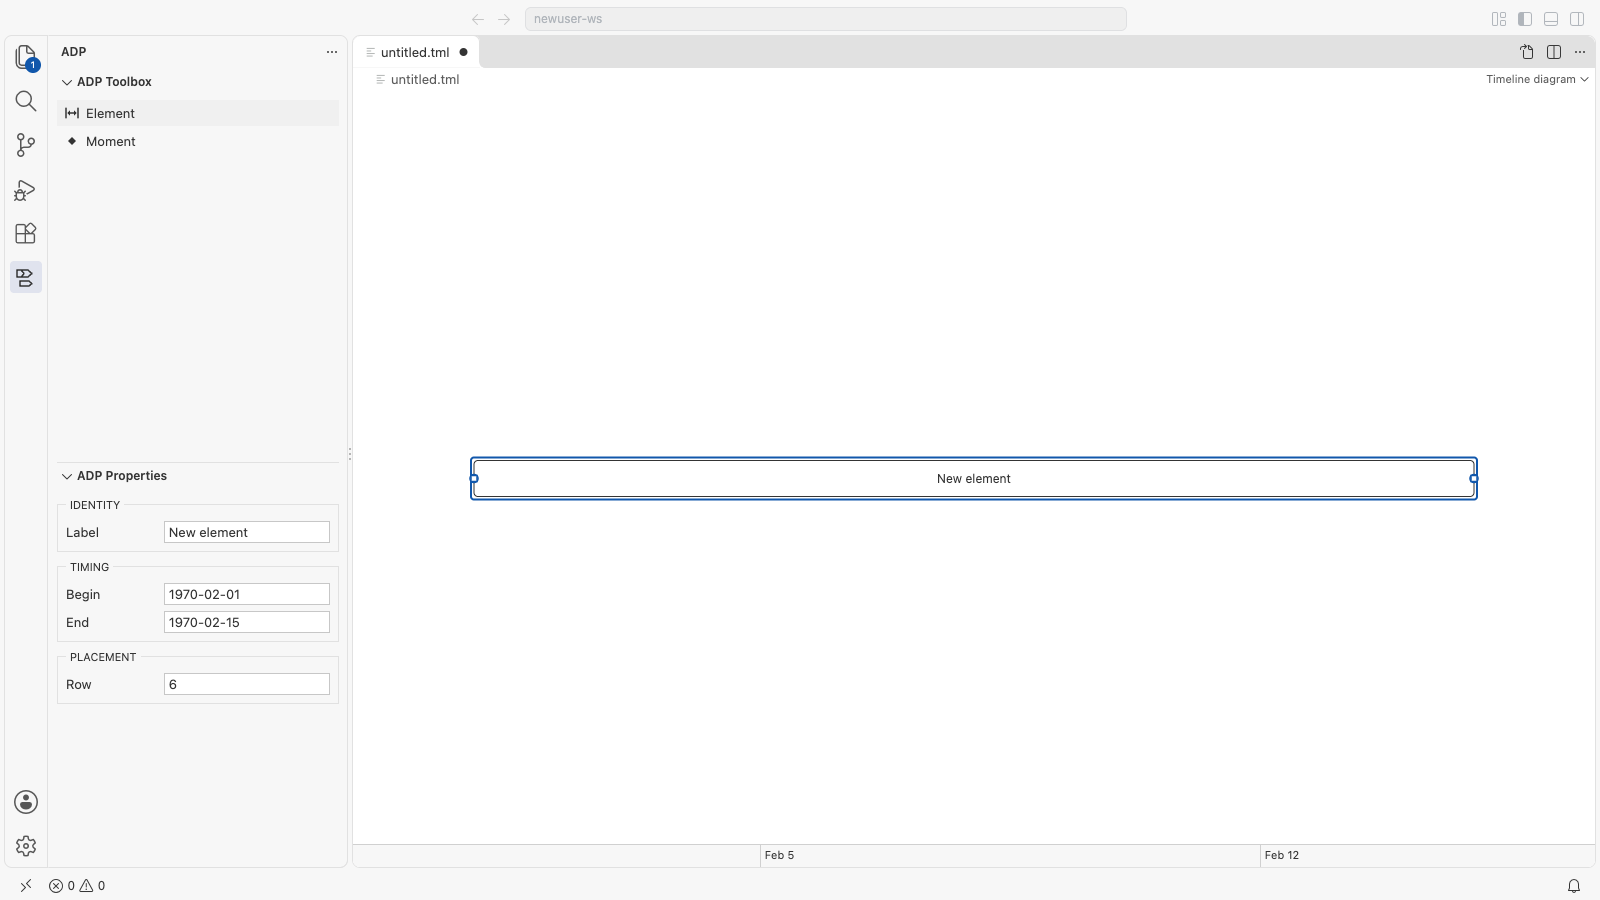 newuser-ws
1
ADP
untitled.tml
ADP Toolbox
untitled.tml
Timeline diagram
Element
Moment
New element
ADP Properties
IDENTITY
Label
New element
TIMING
Begin
1970-02-01
End
1970-02-15
PLACEMENT
Row
6
Feb 5
Feb 12
0
0